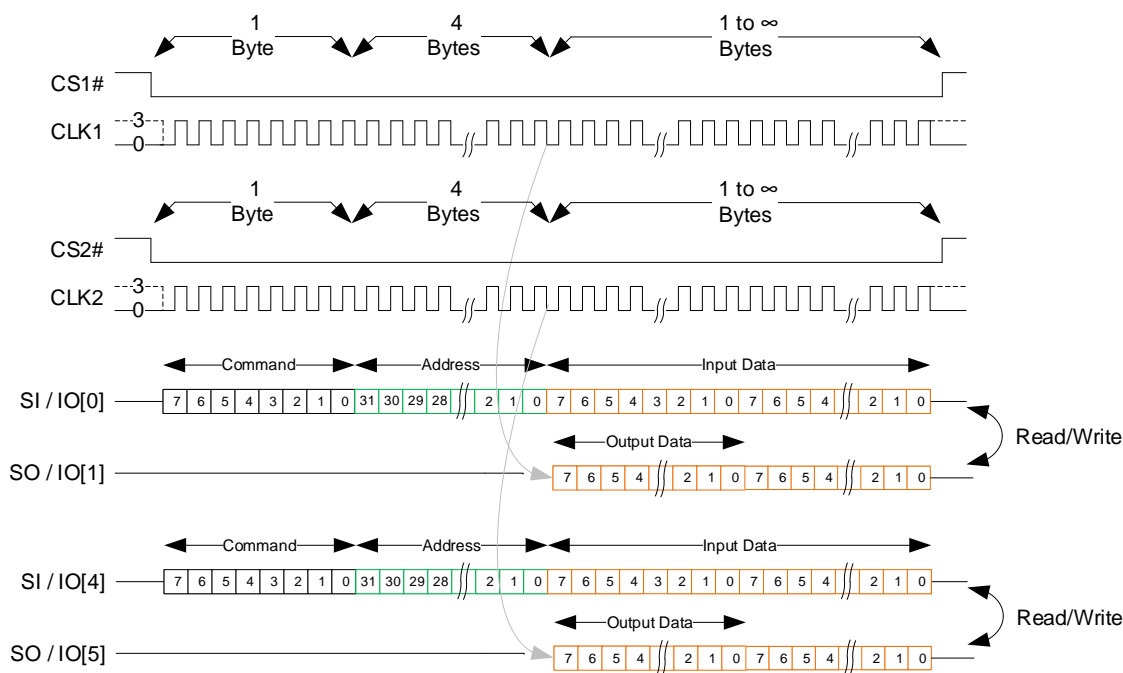 1 4 1 to ∞
Byte Bytes Bytes
CS1#
CLK1 3
0
1 4 1 to ∞
Byte Bytes Bytes
CS2#
CLK2 3
0
Command Address Input Data
SI / IO[0] 7 6 5 4 3 2 1 0 31 30 29 28 2 1 0 7 6 5 4 3 2 1 0 7 6 5 4 2 1 0
Read/Write
Output Data
SO / IO[1] 7 6 5 4 2 1 0 7 6 5 4 2 1 0
Command Address Input Data
SI / IO[4] 7 6 5 4 3 2 1 0 31 30 29 28 2 1 0 7 6 5 4 3 2 1 0 7 6 5 4 2 1 0
Read/Write
Output Data
SO / IO[5] 7 6 5 4 2 1 0 7 6 5 4 2 1 0